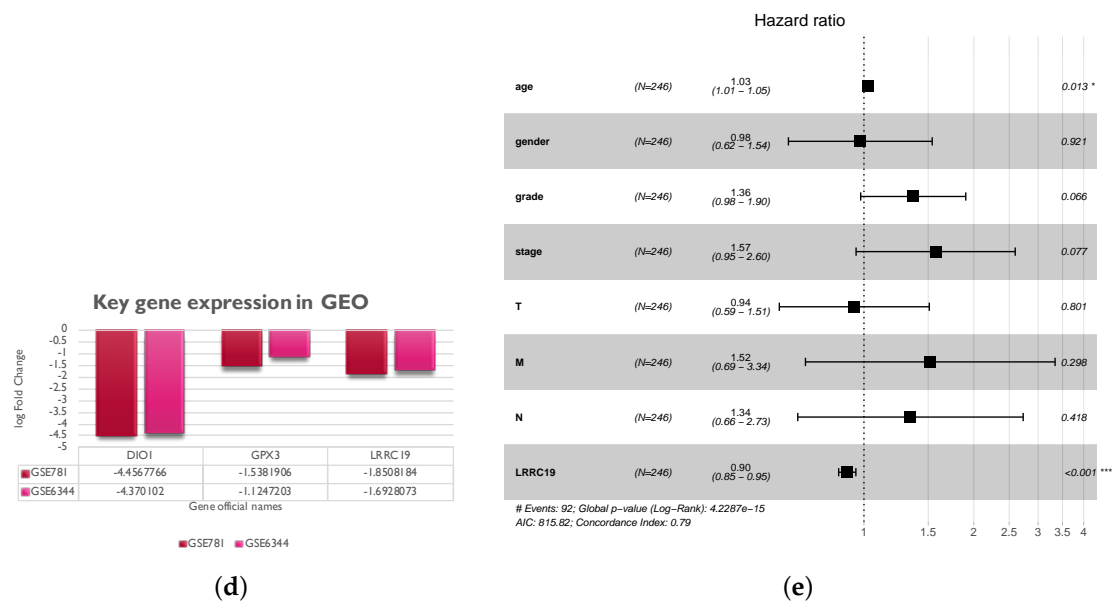 Key gene expression in GEO
0
-0.5
-1
-1.5
-2
-2.5
-3
-3.5
-4
-4.5
-5
log Fold Change
DIO1 GPX3 LRRC19
GSE781 -4.4567766 -1.5381906 -1.8508184
GSE6344 -4.370102 -1.1247203 -1.6928073
Gene official names
GSE781 GSE6344
(d)
Hazard ratio
age (N=246) 1.03 (1.01 − 1.05) 0.013 *
gender (N=246) 0.98 (0.62 − 1.54) 0.921
grade (N=246) 1.36 (0.98 − 1.90) 0.066
stage (N=246) 1.57 (0.95 − 2.60) 0.077
T (N=246) 0.94 (0.59 − 1.51) 0.801
M (N=246) 1.52 (0.69 − 3.34) 0.298
N (N=246) 1.34 (0.66 − 2.73) 0.418
LRRC19 (N=246) 0.90 (0.85 − 0.95) <0.001 ***
# Events: 92; Global p−value (Log−Rank): 4.2287e−15
AIC: 815.82; Concordance Index: 0.79
1 1.5 2 2.5 3 3.5 4
(e)